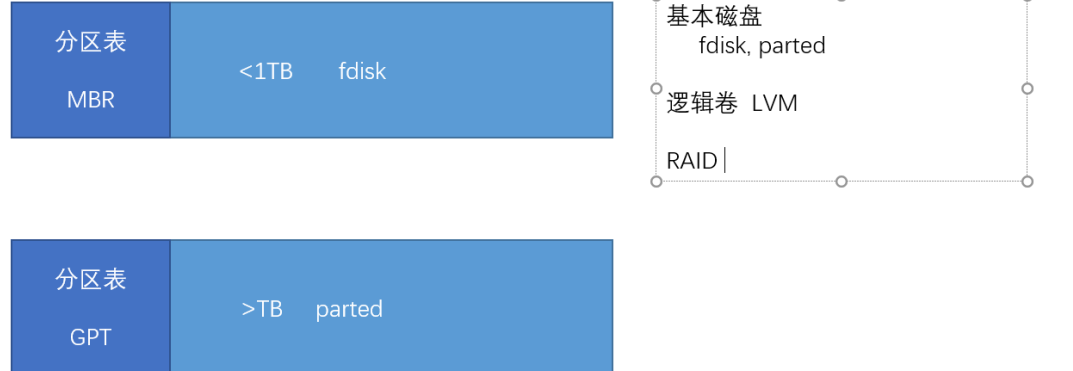 分区表
MBR
<1TB fdisk
基本磁盘
fdisk, parted
逻辑卷 LVM
RAID
分区表
GPT
>TB parted